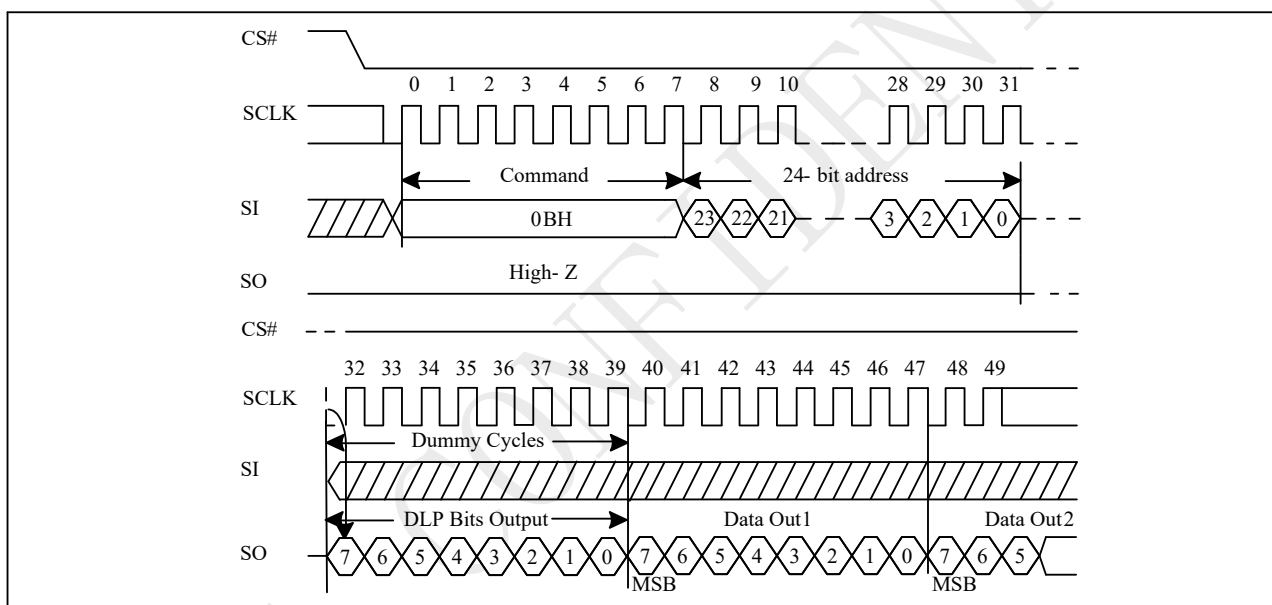 CS#
0 1 2 3 4 5 6 7 8 9 10 28 29 30 31
SCLK
Command 24- bit address
SI 0BH 23 22 21 3 2 1 0
High- Z
SO
CS#
32 33 34 35 36 37 38 39 40 41 42 43 44 45 46 47 48 49
SCLK
Dummy Cycles
SI
DLP Bits Output Data Out1 Data Out2
SO 7 6 5 4 3 2 1 0 7 6 5 4 3 2 1 0 7 6 5
MSB MSB
CONFIDEN